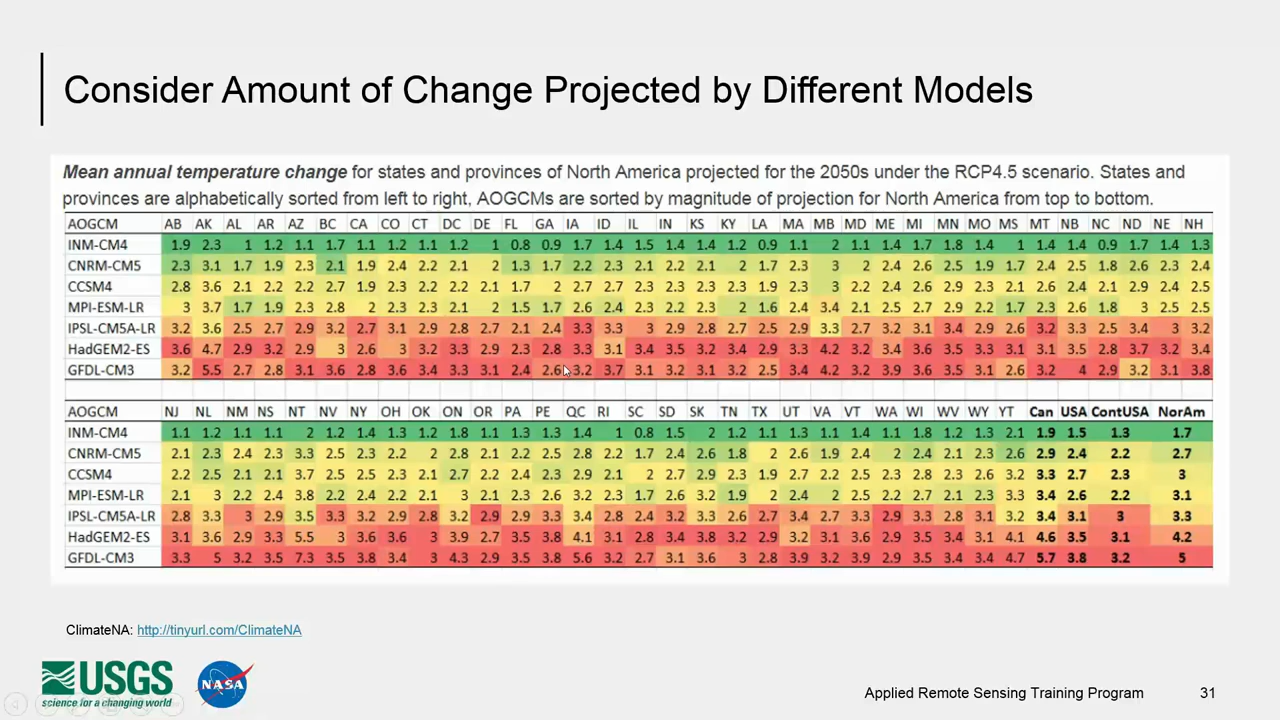 Consider Amount of Change Projected by Different Models
Mean annual temperature change for states and provinces of North America projected for the 2050s under the RCP4.5 scenario. States and
provinces are alphabetically sorted from left to right, AOGCMs are sorted by magnitude of projection for North America from top to bottom.
AOGCM AB AK AL AR AZ BC CA CO CT DC DE FL GA IA ID IL IN KS KY LA MA MB MD ME MI MN MO MS MT NB NC ND NE NH
INM-CM4 1.9 2.3 1 1.2 1.1 1.7 1.1 1.2 1.1 1.2 1 0.8 0.9 1.7 1.4 1.5 1.4 1.4 1.2 0.9 1.1 2 1.1 1.4 1.7 1.8 1.4 1 1.4 1.4 0.9 1.7 1.4 1.3
CNRM-CM5 2.3 3.1 1.7 1.9 2.3 2.1 1.9 2.4 2.2 2.1 2 1.3 1.7 2.2 2.3 2.1 2.2 2.1 2 1.7 2.3 3 2 2.4 2.6 2.5 1.9 1.7 2.4 2.5 1.8 2.6 2.3 2.4
CCSM4 2.8 3.6 2.1 2.2 2.2 2.7 1.9 2.3 2.2 2.2 2.1 1.7 2 2.7 2.7 2.5 2.5 2.3 2.3 1.9 2.3 3 2.2 2.4 2.6 2.9 2.3 2.1 2.6 2.4 2.1 2.9 2.4 2.5
MPI-ESM-LR 3 3.7 1.7 1.9 2.3 2.8 2 2.3 2.3 2.1 2 1.5 1.7 2.6 2.4 2.3 2.2 2.3 2 1.6 2.4 3.4 2.1 2.5 2.7 2.9 2.2 1.7 2.3 2.6 1.8 3 2.5 2.5
IPSL-CM5A-LR 3.2 3.6 2.5 2.7 2.9 3.2 2.7 3.1 2.9 2.8 2.7 2.1 2.4 3.3 3.3 3 2.9 2.8 2.7 2.5 2.9 3.3 2.7 3.2 3.1 3.4 2.9 2.6 3.2 3.3 2.5 3.4 3 3.2
HadGEM2-ES 3.6 4.7 2.9 3.2 2.9 3 2.6 3 3.2 3.3 2.9 2.3 2.8 3.3 3.1 3.4 3.5 3.2 3.4 2.9 3.3 4.2 3.2 3.4 3.6 3.5 3.3 3.1 3.1 3.5 2.8 3.7 3.2 3.4
GFDL-CM3 3.2 5.5 2.7 2.8 3.1 3.6 2.8 3.6 3.4 3.3 3.1 2.4 2.6 3.2 3.7 3.1 3.2 3.1 3.2 2.5 3.4 4.2 3.2 3.9 3.6 3.5 3.1 2.6 3.2 4 2.9 3.2 3.1 3.8
AOGCM NJ NL NM NS NT NV NY OH OK ON OR PA PE QC RI SC SD SK TN TX UT VA VT WA WI WV WY YT Can USA ContUSA NorAm
INM-CM4 1.1 1.2 1.1 1.1 2 1.2 1.4 1.3 1.2 1.8 1.1 1.3 1.3 1.4 1 0.8 1.5 2 1.2 1.1 1.3 1.1 1.4 1.1 1.8 1.2 1.3 2.1 1.9 1.5 1.3 1.7
CNRM-CM5 2.1 2.3 2.4 2.3 3.3 2.5 2.3 2.2 2 2.8 2.1 2.2 2.5 2.8 2.2 1.7 2.4 2.6 1.8 2 2.6 1.9 2.4 2 2.4 2.1 2.3 2.6 2.9 2.4 2.2 2.7
CCSM4 2.2 2.5 2.1 2.1 3.7 2.5 2.5 2.3 2.1 2.7 2.2 2.4 2.3 2.9 2.1 2 2.7 2.9 2.3 1.9 2.7 2.2 2.5 2.3 2.8 2.3 2.6 3.2 3.3 2.7 2.3 3
MPI-ESM-LR 2.1 3 2.2 2.4 3.8 2.2 2.4 2.2 2.1 3 2.1 2.3 2.6 3.2 2.3 1.7 2.6 3.2 1.9 2 2.4 2 2.5 2.2 2.7 2.1 2.3 3.3 3.4 2.6 2.2 3.1
IPSL-CM5A-LR 2.8 3.3 3 2.9 3.5 3.3 3.2 2.9 2.8 3.2 2.9 2.9 3.3 3.4 2.8 2.4 3.2 3.3 2.6 2.7 3.4 2.7 3.3 2.9 3.3 2.8 3.1 3.2 3.4 3.1 3 3.3
HadGEM2-ES 3.1 3.6 2.9 3.3 5.5 3 3.6 3.6 3 3.9 2.7 3.5 3.8 4.1 3.1 2.8 3.4 3.8 3.2 2.9 3.2 3.1 3.6 2.9 3.5 3.4 3.1 4.1 4.6 3.5 3.1 4.2
GFDL-CM3 3.3 5 3.2 3.5 7.3 3.5 3.8 3.4 3 4.3 2.9 3.5 3.8 5.6 3.2 2.7 3.1 3.6 3 2.8 3.9 3.2 3.9 2.9 3.5 3.4 3.5 4.7 5.7 3.8 3.2 5
ClimateNA: http://tinyurl.com/ClimateNA
USGS
science for a changing world
NASA
Applied Remote Sensing Training Program 31